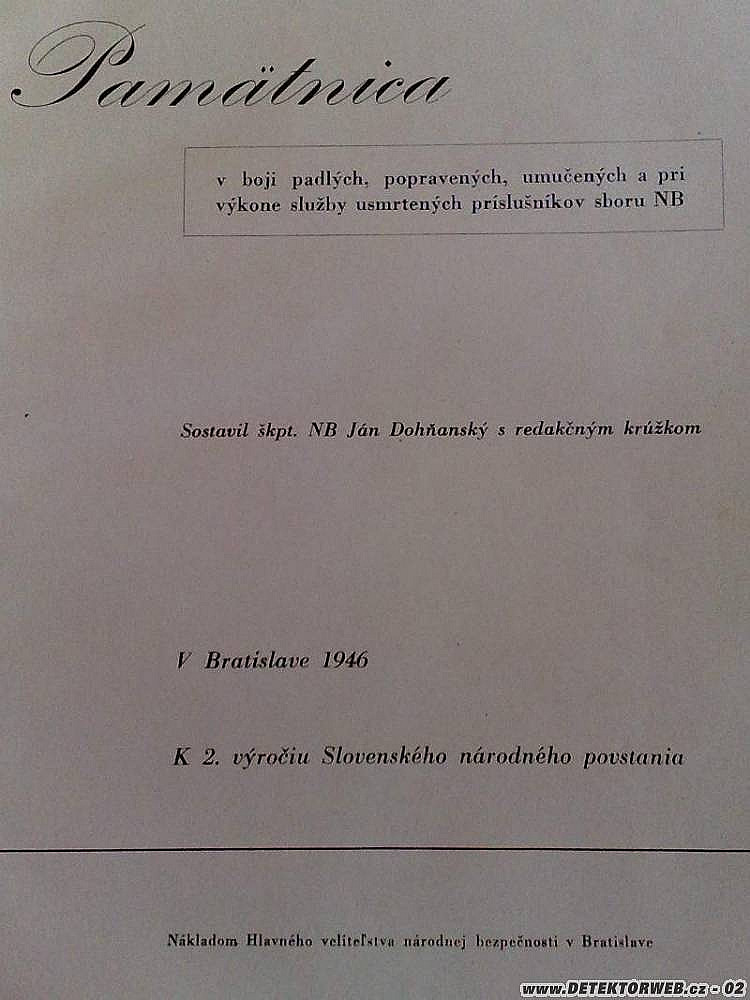 Pamätnica
v boji padlých, popravených, umučených a pri
výkone služby usmrtených príslušníkov sboru NB
Sostavil škpt. NB Ján Dohňanský s redakčným krúžkom
V Bratislave 1946
K 2. výročiu Slovenského národného povstania
Nákladom Hlavného veliteľstva národnej bezpečnosti v Bratislave
www.DETEKTORWEB.cz - 02